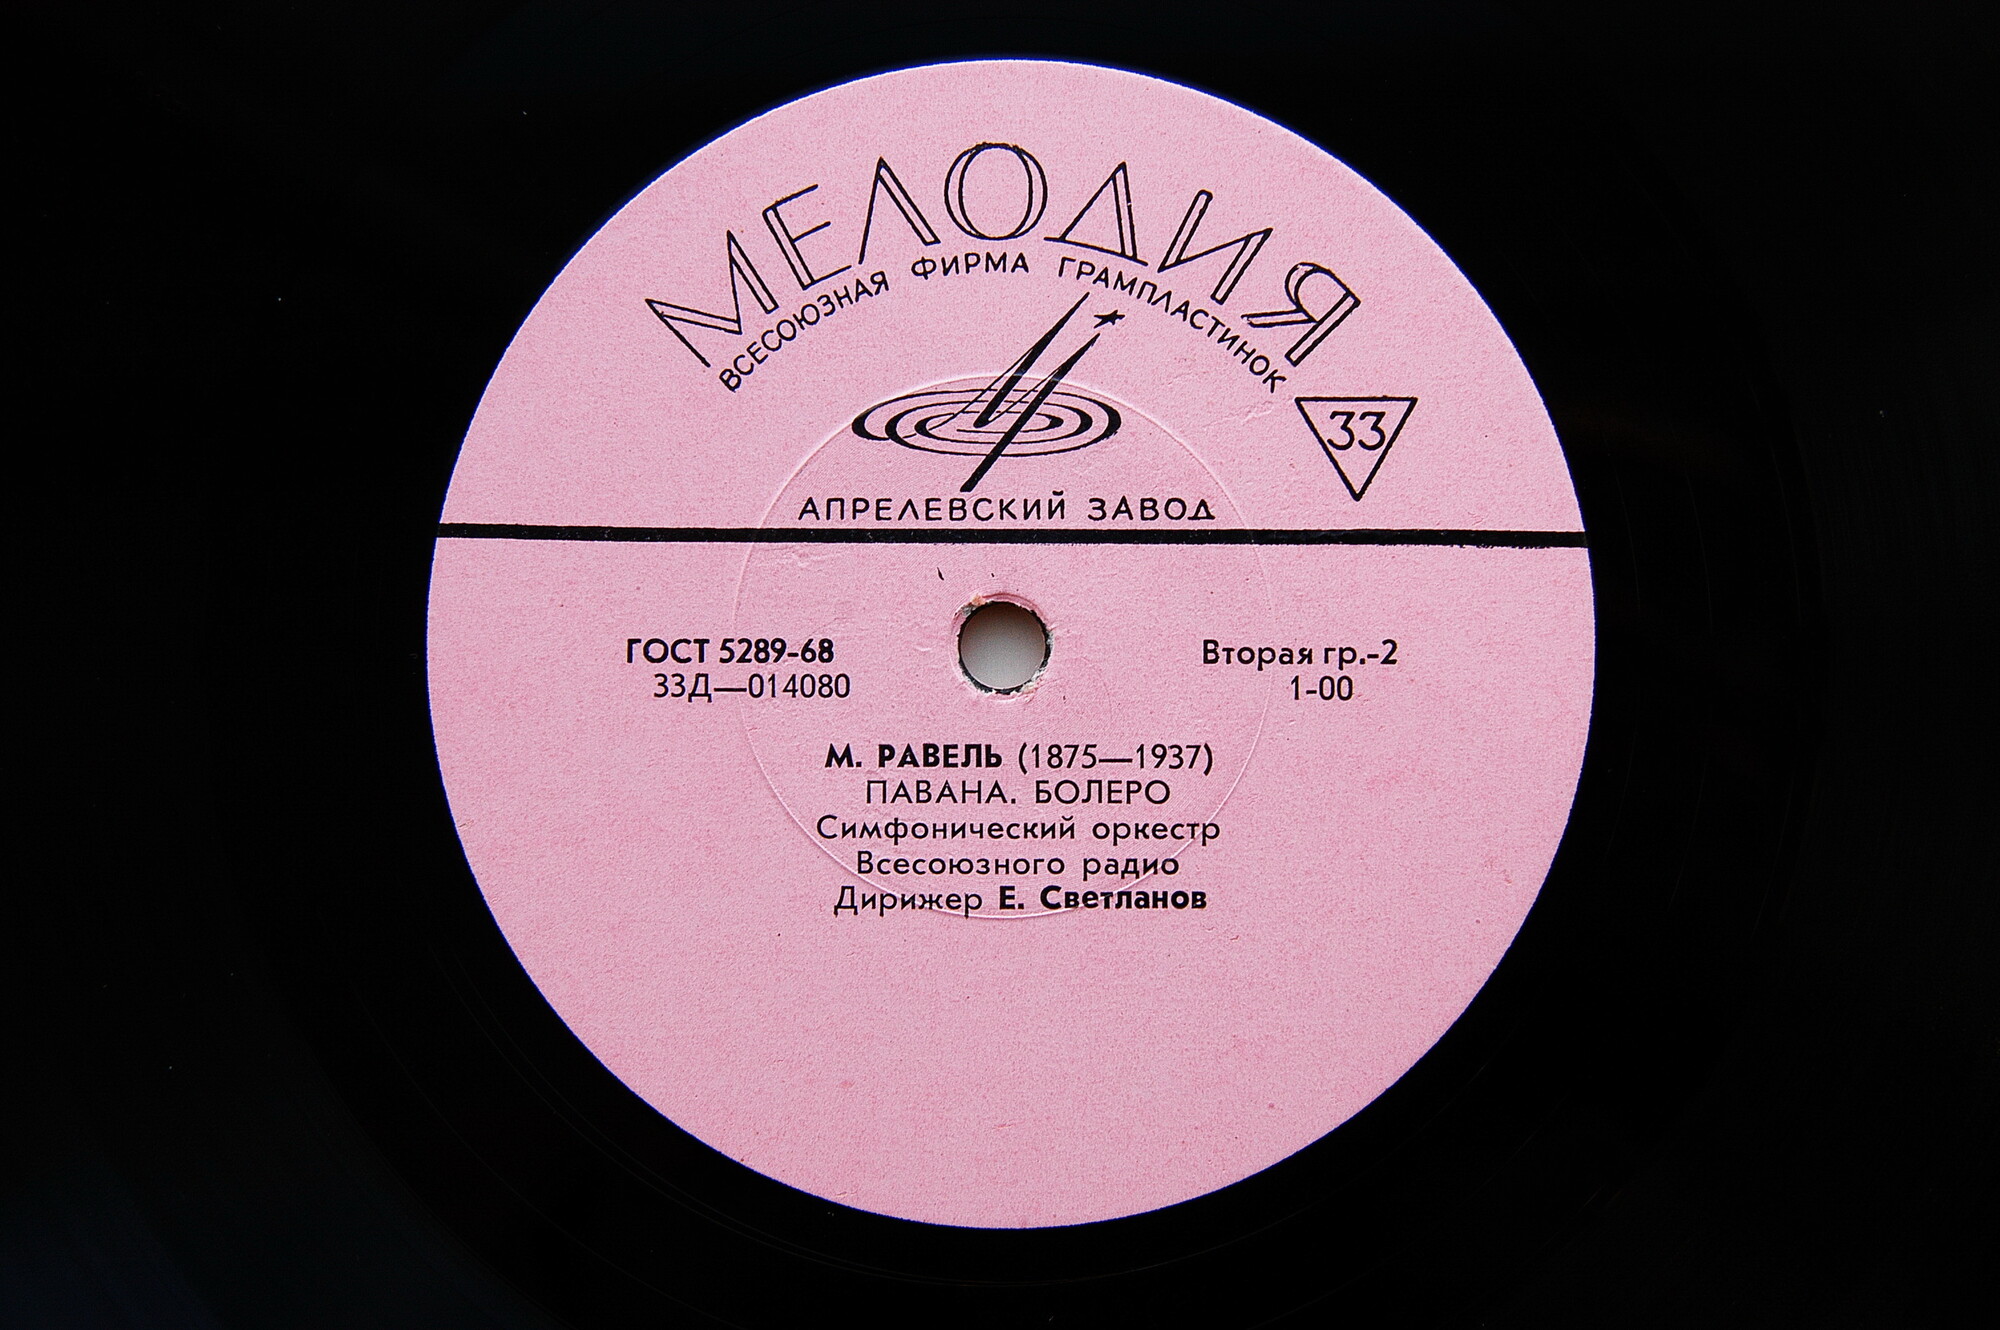 МЕЛОДИЯ
ВСЕСОЮЗНАЯ ФИРМА ГРАМПЛАСТИНОК
33
АПРЕЛЕВСКИЙ ЗАВОД
ГОСТ 5289-68
33Д—014080
Вторая гр.-2
1-00
М. РАВЕЛЬ (1875—1937)
ПАВАНА. БОЛЕРО
Симфонический оркестр
Всесоюзного радио
Дирижер Е. Светланов